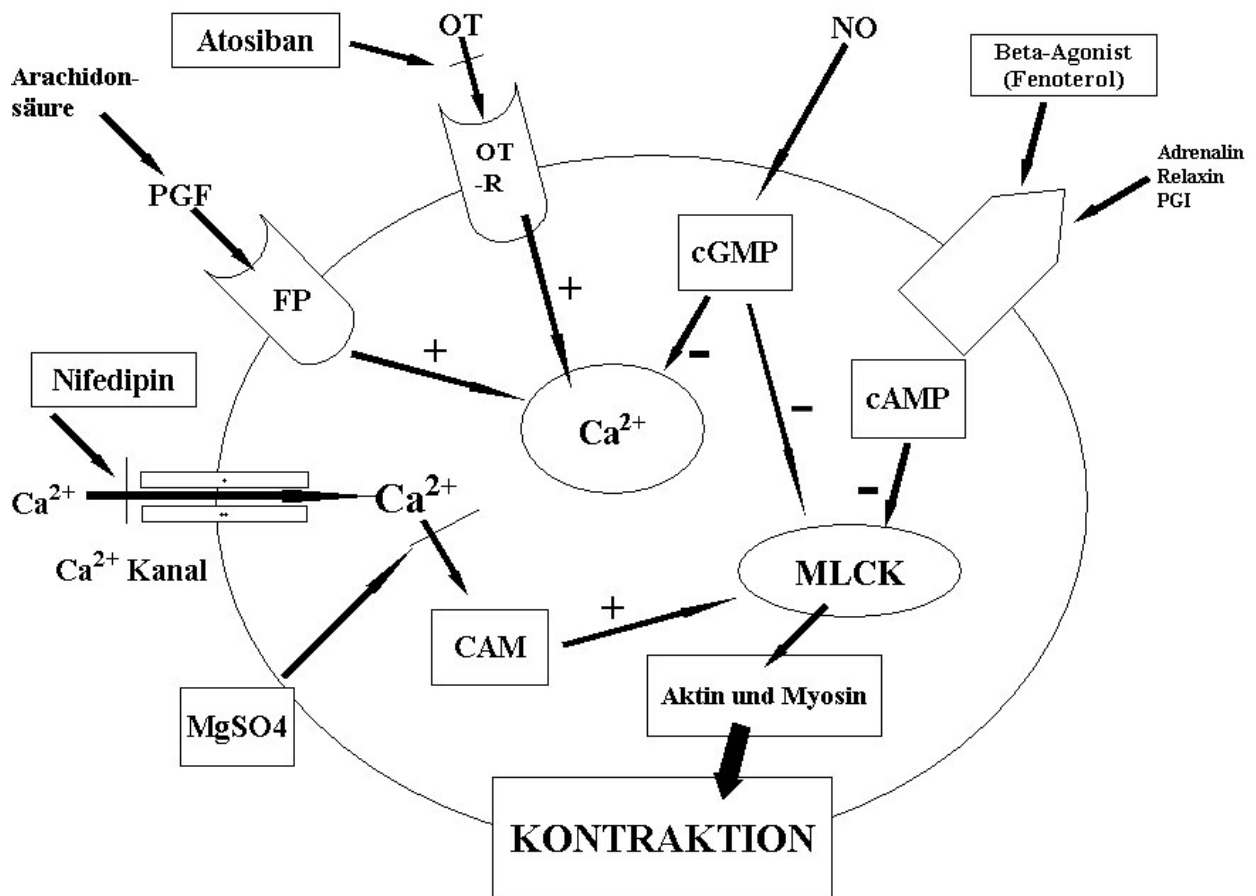 OT
NO
Atosiban
Beta-Agonist
(Fenoterol)
Arachidon-
säure
Adrenalin
Relaxin
PGI
OT
-R
PGF
cGMP
FP
+
+
-
-
Nifedipin
cAMP
Ca²⁺
-
Ca²⁺
+
++
Ca²⁺
Ca²⁺ Kanal
MLCK
+
CAM
MgSO4
Aktin und Myosin
KONTRAKTION